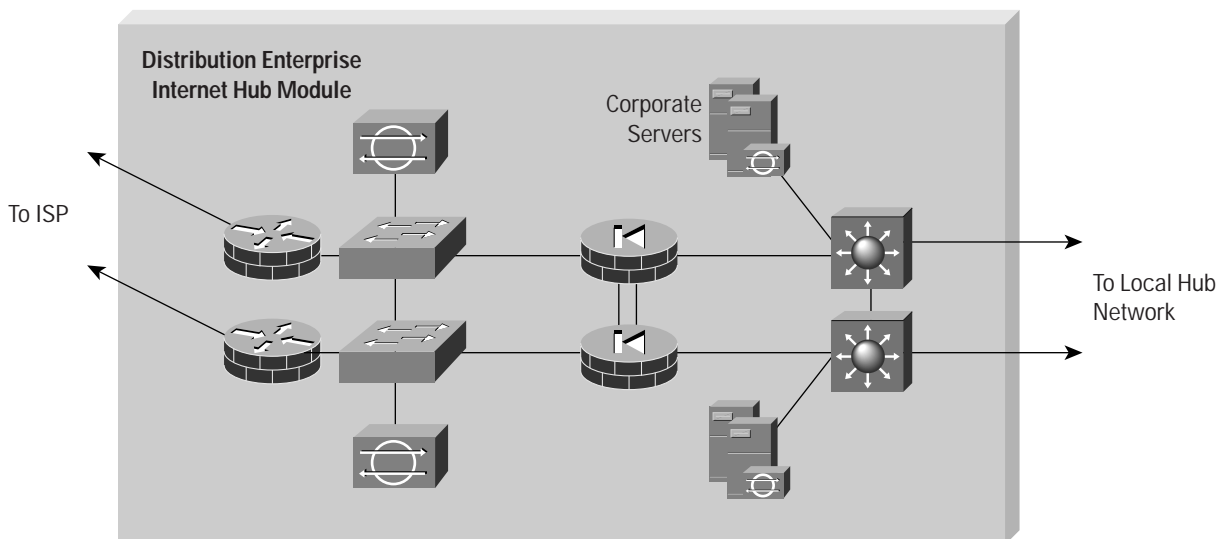 Distribution Enterprise
Internet Hub Module
Corporate
Servers
To ISP
To Local Hub
Network